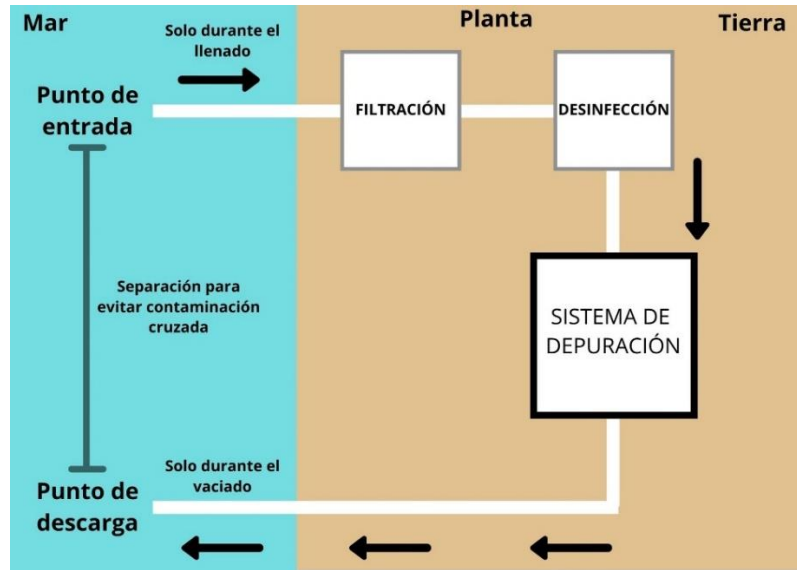 Mar
Planta
Tierra
Solo durante el
llenado
Punto de
entrada
FILTRACIÓN
DESINFECCIÓN
Separación para
evitar contaminación
cruzada
SISTEMA DE
DEPURACIÓN
Solo durante el
vaciado
Punto de
descarga